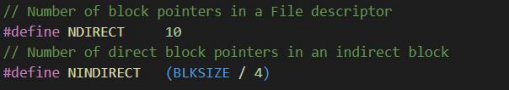 // Number of block pointers in a File descriptor
#define NDIRECT     10
// Number of direct block pointers in an indirect block
#define NINDIRECT   (BLKSIZE / 4)